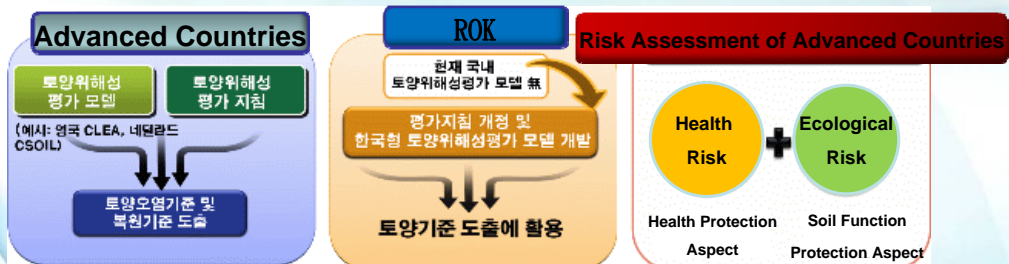 Advanced Countries
토양위해성
평가 모델
토양위해성
평가 지침
(예시: 영국 CLEA, 네덜란드
CSOIL)
토양오염기준 및
복원기준 도출
ROK
현재 국내
토양위해성평가 모델 無
평가지침 개정 및
한국형 토양위해성평가 모델 개발
토양기준 도출에 활용
Risk Assessment of Advanced Countries
Health
Risk
Ecological
Risk
Health Protection
Aspect
Soil Function
Protection Aspect